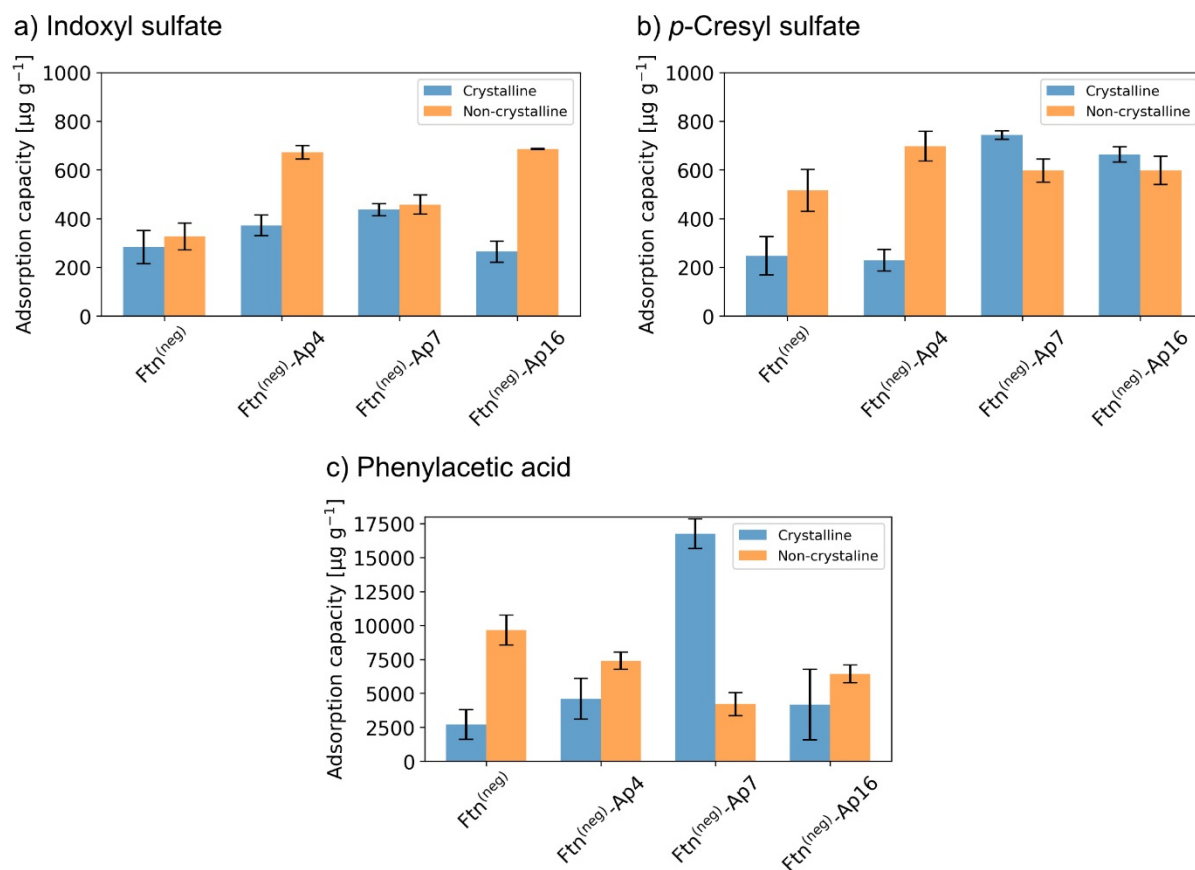 a) Indoxyl sulfate
Adsorption capacity [µg g⁻¹]
1000
800
600
400
200
0
Crystalline
Non-crystalline
Ftn⁽ⁿᵉᵍ⁾
Ftn⁽ⁿᵉᵍ⁾-Ap4
Ftn⁽ⁿᵉᵍ⁾-Ap7
Ftn⁽ⁿᵉᵍ⁾-Ap16
b) p-Cresyl sulfate
Adsorption capacity [µg g⁻¹]
1000
800
600
400
200
0
Crystalline
Non-crystalline
Ftn⁽ⁿᵉᵍ⁾
Ftn⁽ⁿᵉᵍ⁾-Ap4
Ftn⁽ⁿᵉᵍ⁾-Ap7
Ftn⁽ⁿᵉᵍ⁾-Ap16
c) Phenylacetic acid
Adsorption capacity [µg g⁻¹]
17500
15000
12500
10000
7500
5000
2500
0
Crystalline
Non-crystaline
Ftn⁽ⁿᵉᵍ⁾
Ftn⁽ⁿᵉᵍ⁾-Ap4
Ftn⁽ⁿᵉᵍ⁾-Ap7
Ftn⁽ⁿᵉᵍ⁾-Ap16